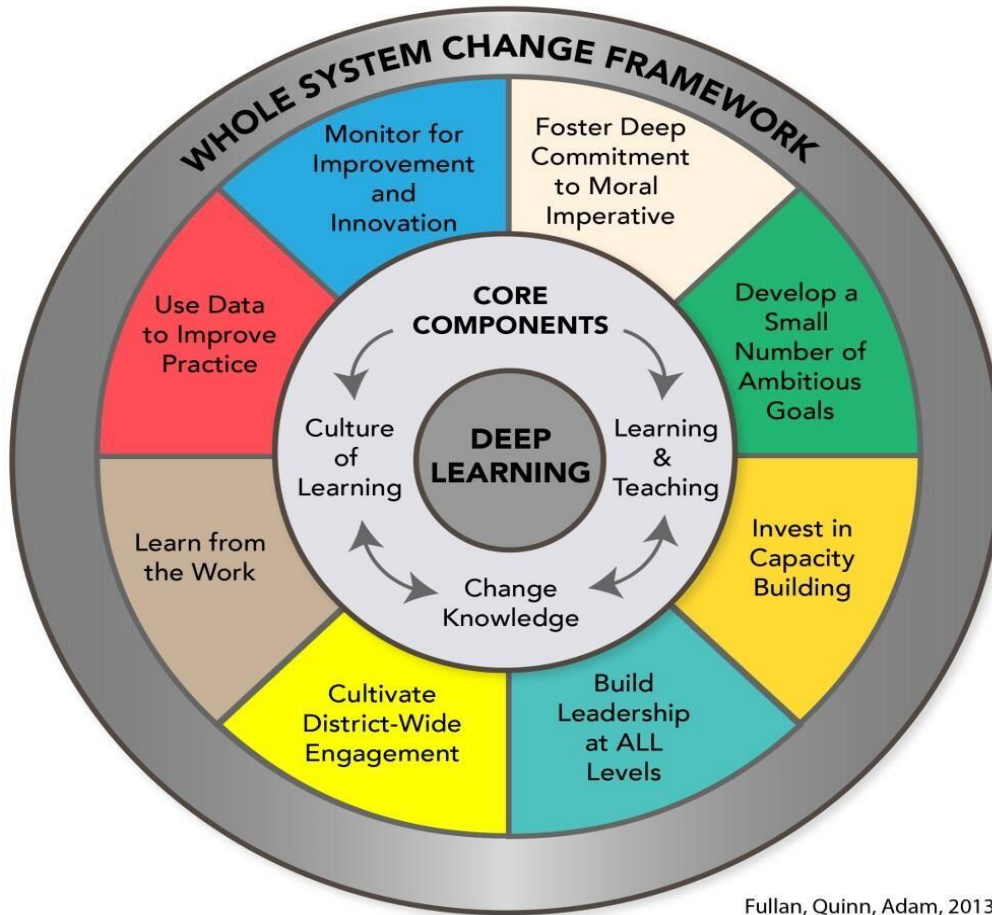 WHOLE SYSTEM CHANGE FRAMEWORK
Foster Deep
Commitment
to Moral
Imperative
Develop a
Small
Number of
Ambitious
Goals
Invest in
Capacity
Building
Build
Leadership
at ALL
Levels
Cultivate
District-Wide
Engagement
Learn from
the Work
Use Data
to Improve
Practice
Monitor for
Improvement
and
Innovation
CORE
COMPONENTS
Learning
&
Teaching
Change
Knowledge
Culture
of
Learning
DEEP
LEARNING
Fullan, Quinn, Adam, 2013